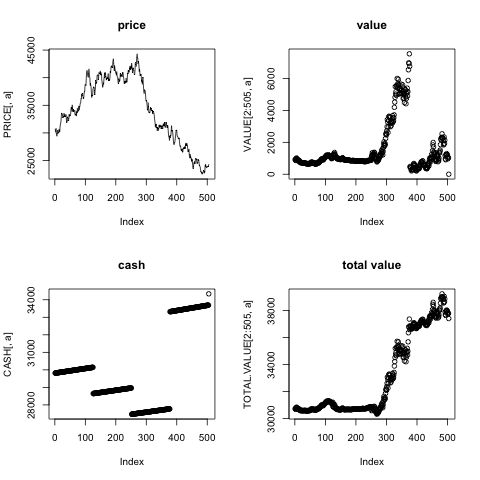 price
PRICE[, a]
25000 35000 45000
0 100 200 300 400 500
Index
value
VALUE[2:505, a]
0 2000 4000 6000
0 100 200 300 400 500
Index
cash
CASH[, a]
28000 31000 34000
0 100 200 300 400 500
Index
total value
TOTAL.VALUE[2:505, a]
30000 34000 38000
0 100 200 300 400 500
Index